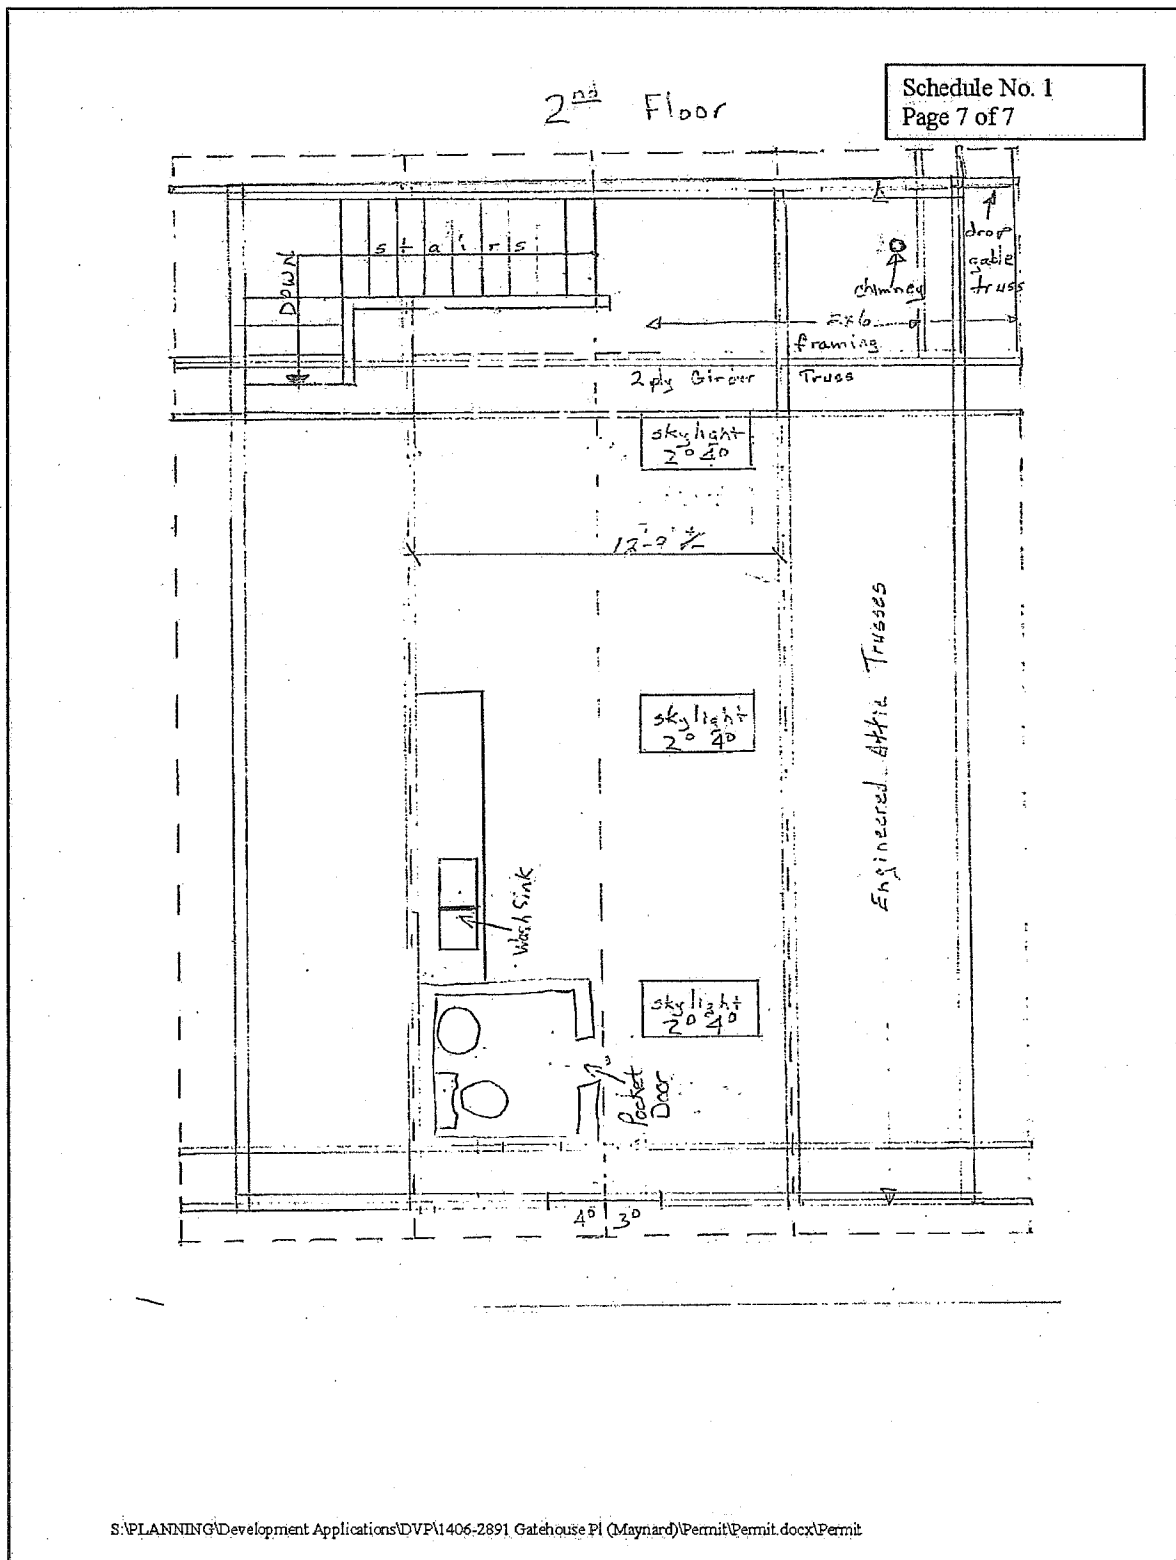 Schedule No. 1
Page 7 of 7
2nd Floor
stairs
DOWN
drop
gable
truss
chimney
2x6
framing
2 ply Girder Truss
skylight
2⁰ 4⁰
12'-9" +/-
skylight
2⁰ 4⁰
Engineered Attic Trusses
Wash Sink
skylight
2⁰ 4⁰
Pocket
Door
4⁰ 3⁰
S:\PLANNING\Development Applications\DVP\1406-2891 Gatehouse Pl (Maynard)\Permit\Permit.docx\Permit